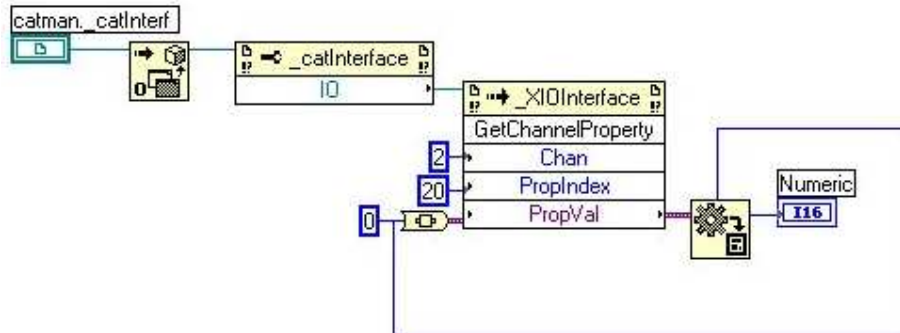 catman._catInterf
_catInterface
IO
_XIOInterface
GetChannelProperty
2
Chan
20
PropIndex
0
PropVal
Numeric
I16